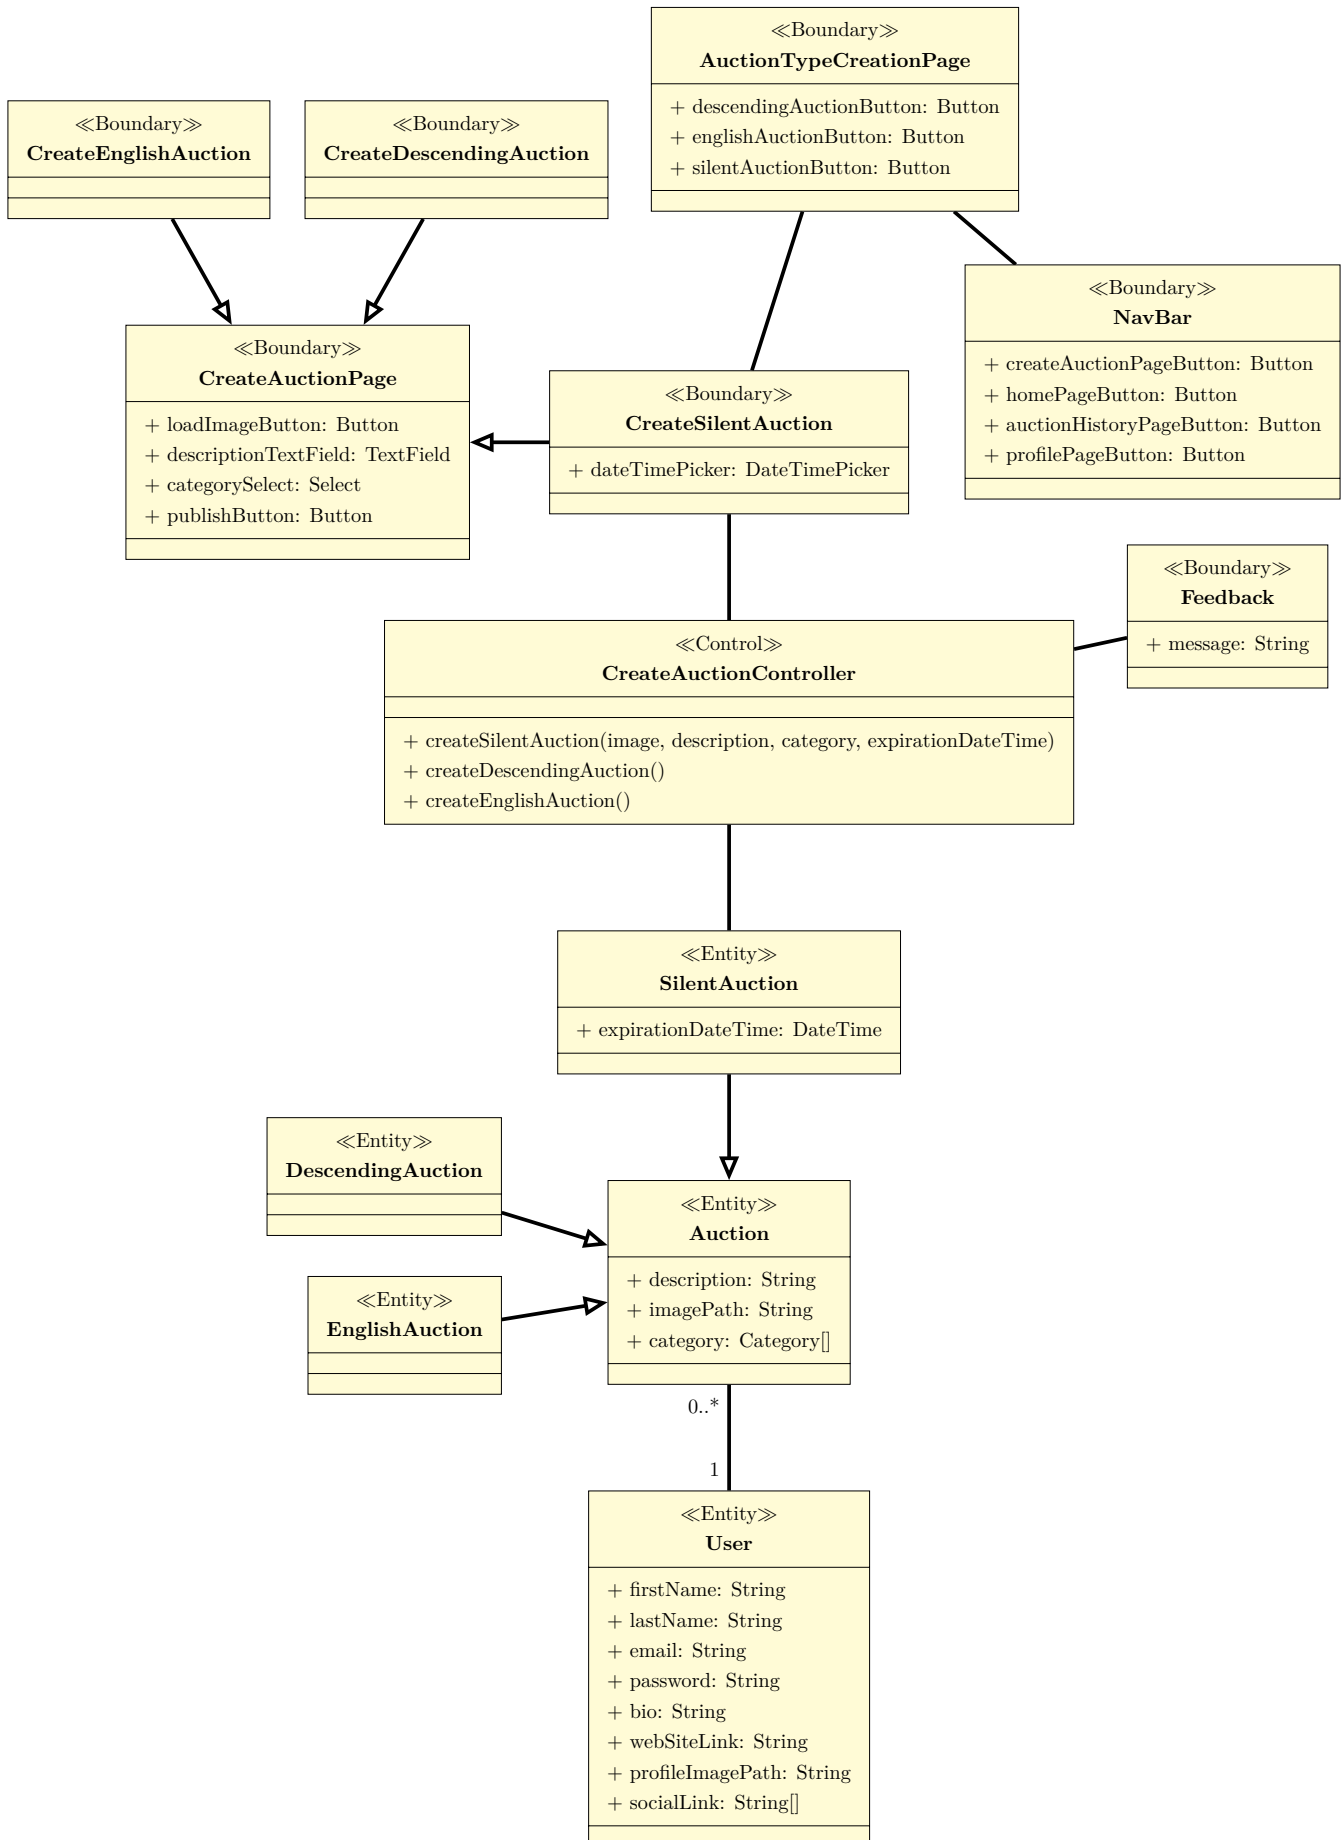 ≪Boundary≫
AuctionTypeCreationPage
+ descendingAuctionButton: Button
+ englishAuctionButton: Button
+ silentAuctionButton: Button
≪Boundary≫
CreateEnglishAuction
≪Boundary≫
CreateDescendingAuction
≪Boundary≫
NavBar
+ createAuctionPageButton: Button
+ homePageButton: Button
+ auctionHistoryPageButton: Button
+ profilePageButton: Button
≪Boundary≫
CreateAuctionPage
+ loadImageButton: Button
+ descriptionTextField: TextField
+ categorySelect: Select
+ publishButton: Button
≪Boundary≫
CreateSilentAuction
+ dateTimePicker: DateTimePicker
≪Boundary≫
Feedback
+ message: String
≪Control≫
CreateAuctionController
+ createSilentAuction(image, description, category, expirationDateTime)
+ createDescendingAuction()
+ createEnglishAuction()
≪Entity≫
SilentAuction
+ expirationDateTime: DateTime
≪Entity≫
DescendingAuction
≪Entity≫
Auction
+ description: String
+ imagePath: String
+ category: Category[]
≪Entity≫
EnglishAuction
0..*
1
≪Entity≫
User
+ firstName: String
+ lastName: String
+ email: String
+ password: String
+ bio: String
+ webSiteLink: String
+ profileImagePath: String
+ socialLink: String[]